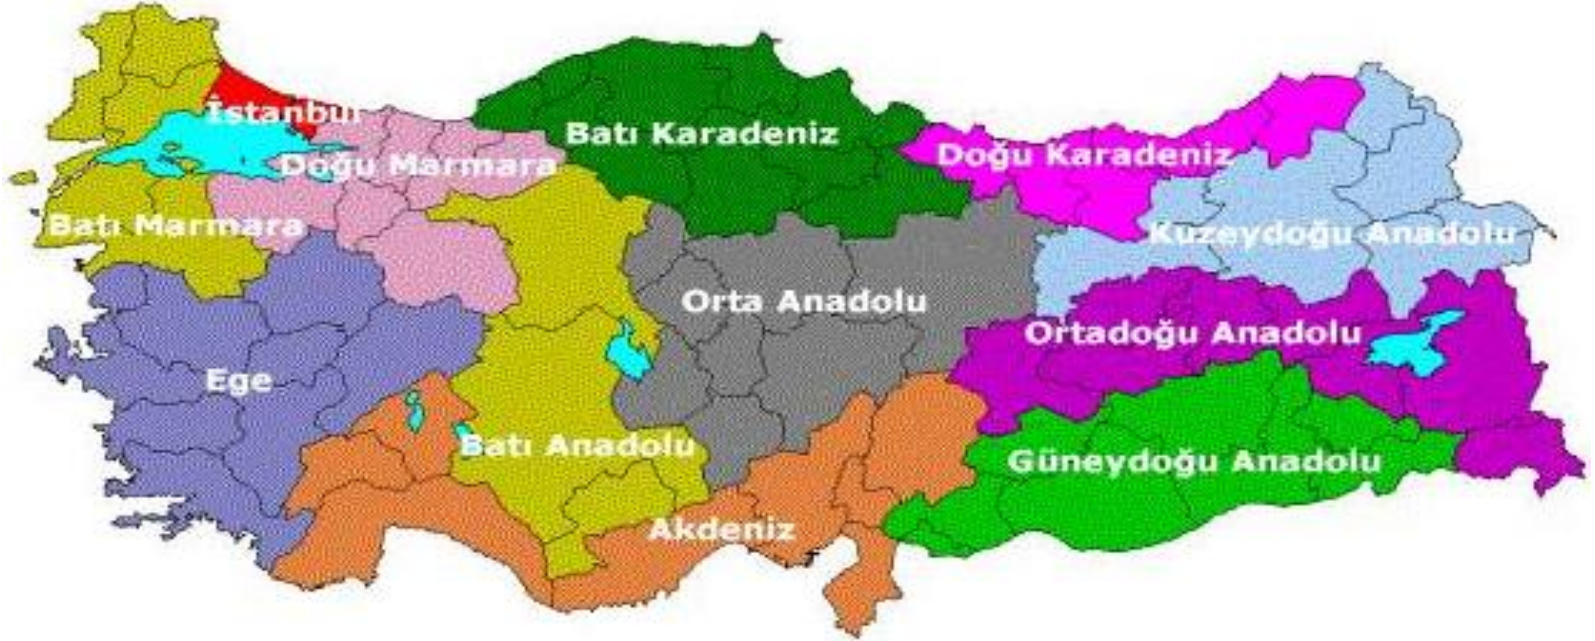 İstanbul
Batı Karadeniz
Doğu Karadeniz
Doğu Marmara
Batı Marmara
Kuzeydoğu Anadolu
Orta Anadolu
Ortadoğu Anadolu
Ege
Batı Anadolu
Güneydoğu Anadolu
Akdeniz